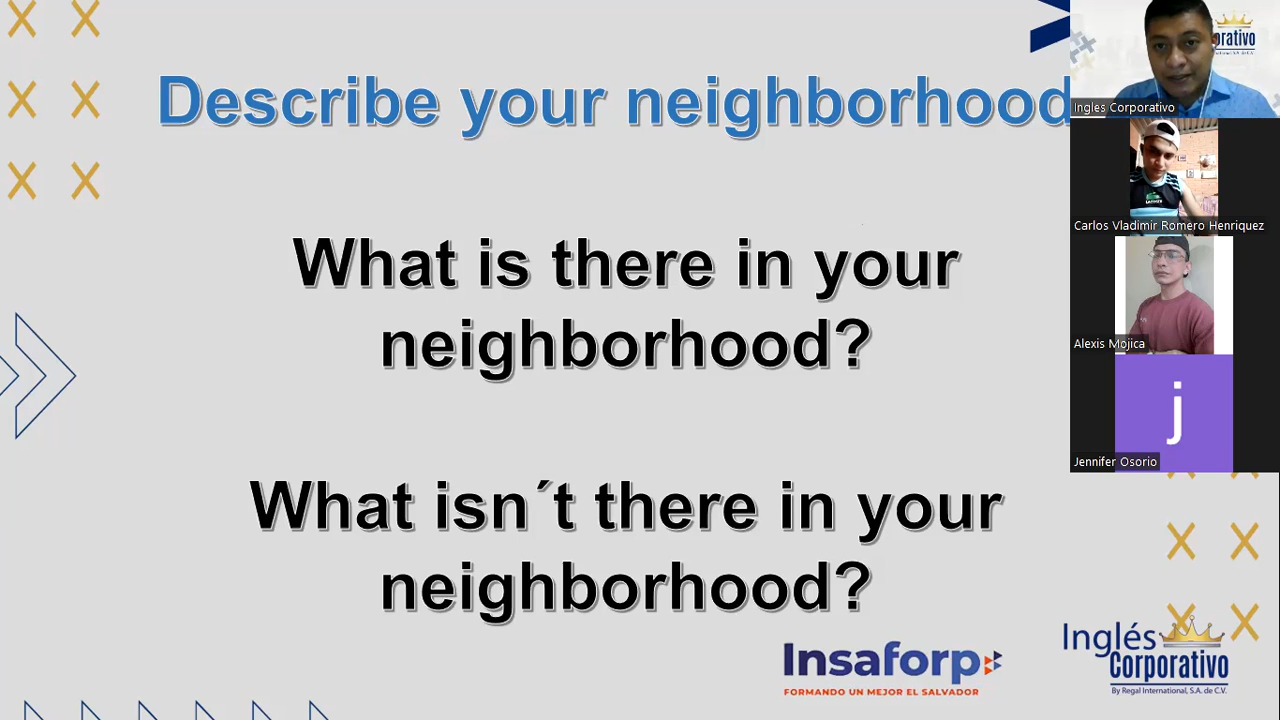 Describe your neighborhood
What is there in your
neighborhood?
What isn´t there in your
neighborhood?
Insaforp
FORMANDO UN MEJOR EL SALVADOR
Inglés
Corporativo
By Regal International, S.A. de C.V.
orativo
Ingles Corporativo
Carlos Vladimir Romero Henriquez
Alexis Mojica
j
Jennifer Osorio